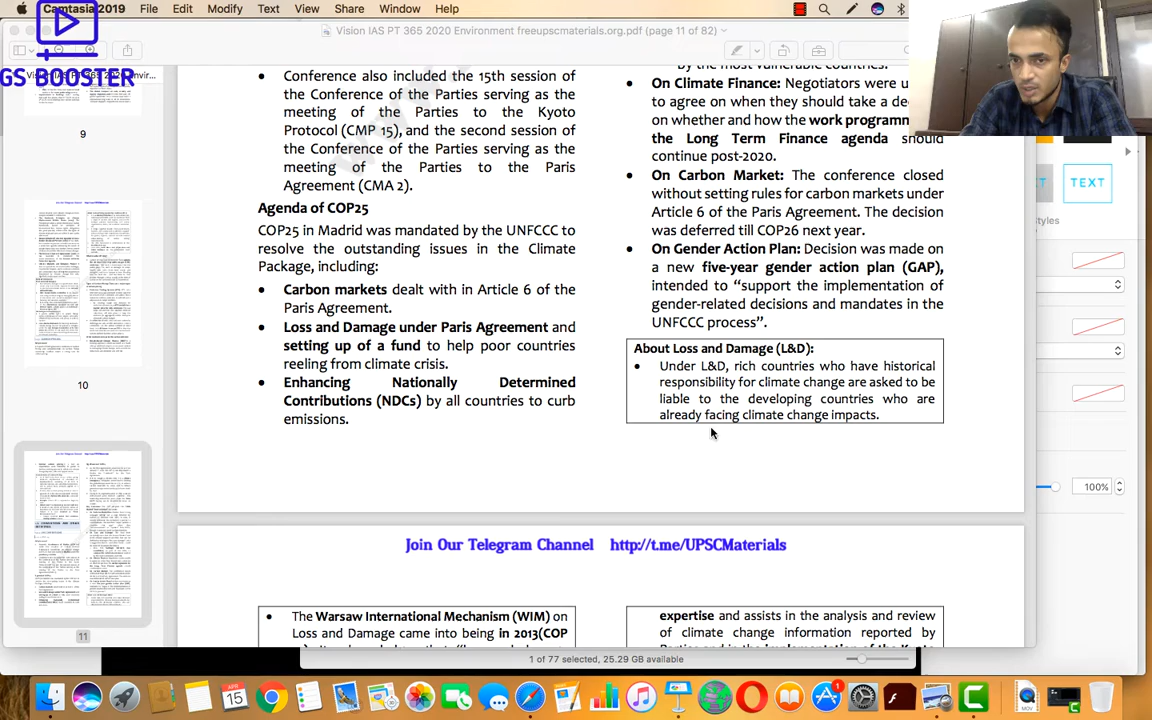 Camtasia 2019 File Edit Modify Text View Share Window Help
Vision IAS PT 365 2020 Environment freeupscmaterials.org.pdf (page 11 of 82)
GS BOOSTER
9
10
11
Conference also included the 15th session of
the Conference of the Parties serving as the
meeting of the Parties to the Kyoto
Protocol (CMP 15), and the second session of
the Conference of the Parties serving as the
meeting of the Parties to the Paris
Agreement (CMA 2).
Agenda of COP25
COP25 in Madrid was mandated by the UNFCCC to
resolve the outstanding issues in the Climate
Package, including:
Carbon markets dealt with in Article 6 of the
Paris Agreement.
Loss and Damage under Paris Agreement and
setting up of a fund to help poor countries
reeling from climate crisis.
Enhancing Nationally Determined
Contributions (NDCs) by all countries to curb
emissions.
by the most vulnerable countries.
On Climate Finance: Negotiators were
to agree on when they should take a
on whether and how the work
the Long Term Finance agenda should
continue post-2020.
On Carbon Market: The conference closed
without setting rules for carbon markets under
Article 6 of the Paris Agreement. The decision
was deferred till COP26 next year.
On Gender Action Plan: Decision was made on
a new five-year gender action plan (GAP),
intended to “support the implementation of
gender-related decisions and mandates in the
UNFCCC process”.
About Loss and Damage (L&D):
Under L&D, rich countries who have historical
responsibility for climate change are asked to be
liable to the developing countries who are
already facing climate change impacts.
Join Our Telegram Channel http://t.me/UPSCMaterials
The Warsaw International Mechanism (WIM) on
Loss and Damage came into being in 2013(COP
expertise and assists in the analysis and review
of climate change information reported by
TEXT
100%
1 of 77 selected, 25.29 GB available
APR
15